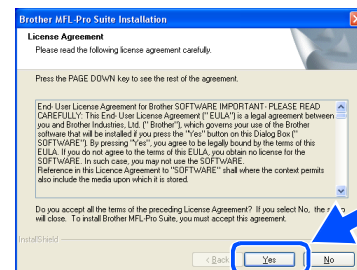 Brother MFL-Pro Suite Installation
License Agreement
Please read the following license agreement carefully.
Press the PAGE DOWN key to see the rest of the agreement.
End- User License Agreement for Brother SOFTWARE IMPORTANT- PLEASE READ
CAREFULLY: This End- User License Agreement (" EULA") is a legal agreement between
you and Brother Industries, Ltd. (" Brother"), which governs your use of the Brother
software that will be installed if you press the "Yes" button on this Dialog Box ("
SOFTWARE"). By pressing "Yes", you agree to be legally bound by the terms of this
EULA. If you do not agree to the terms of this EULA, you obtain no license for the
SOFTWARE. In such case, you may not use the SOFTWARE.
Reference in this Licence Agreement to "SOFTWARE" shall where the context permits
also include the media upon which it is stored.
Do you accept all the terms of the preceding License Agreement? If you select No, the
will close. To install Brother MFL-Pro Suite, you must accept this agreement.
InstallShield
< Back Yes No